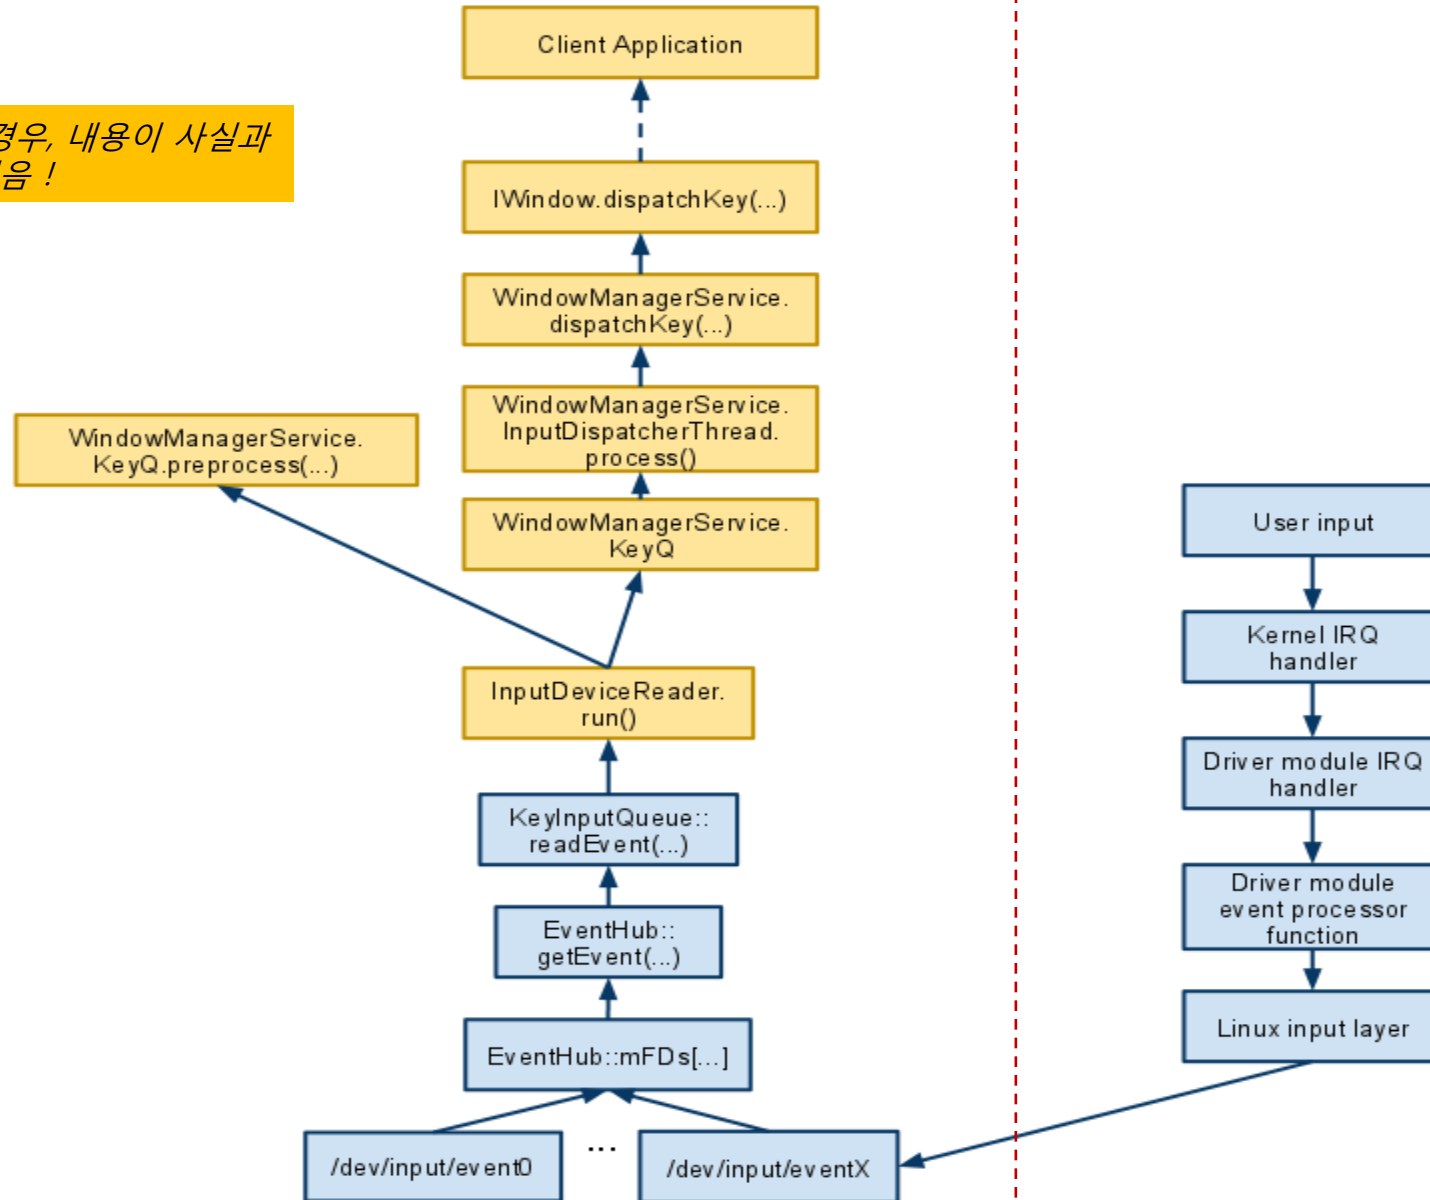 Client Application
경우, 내용이 사실과
음 !
IWindow.dispatchKey(...)
WindowManagerService.
dispatchKey(...)
WindowManagerService.
InputDispatcherThread.
process()
WindowManagerService.
KeyQ.preprocess(...)
WindowManagerService.
KeyQ
InputDeviceReader.
run()
KeyInputQueue::
readEvent(...)
EventHub::
getEvent(...)
EventHub::mFDs[...]
/dev/input/event0
...
/dev/input/eventX
User input
Kernel IRQ
handler
Driver module IRQ
handler
Driver module
event processor
function
Linux input layer